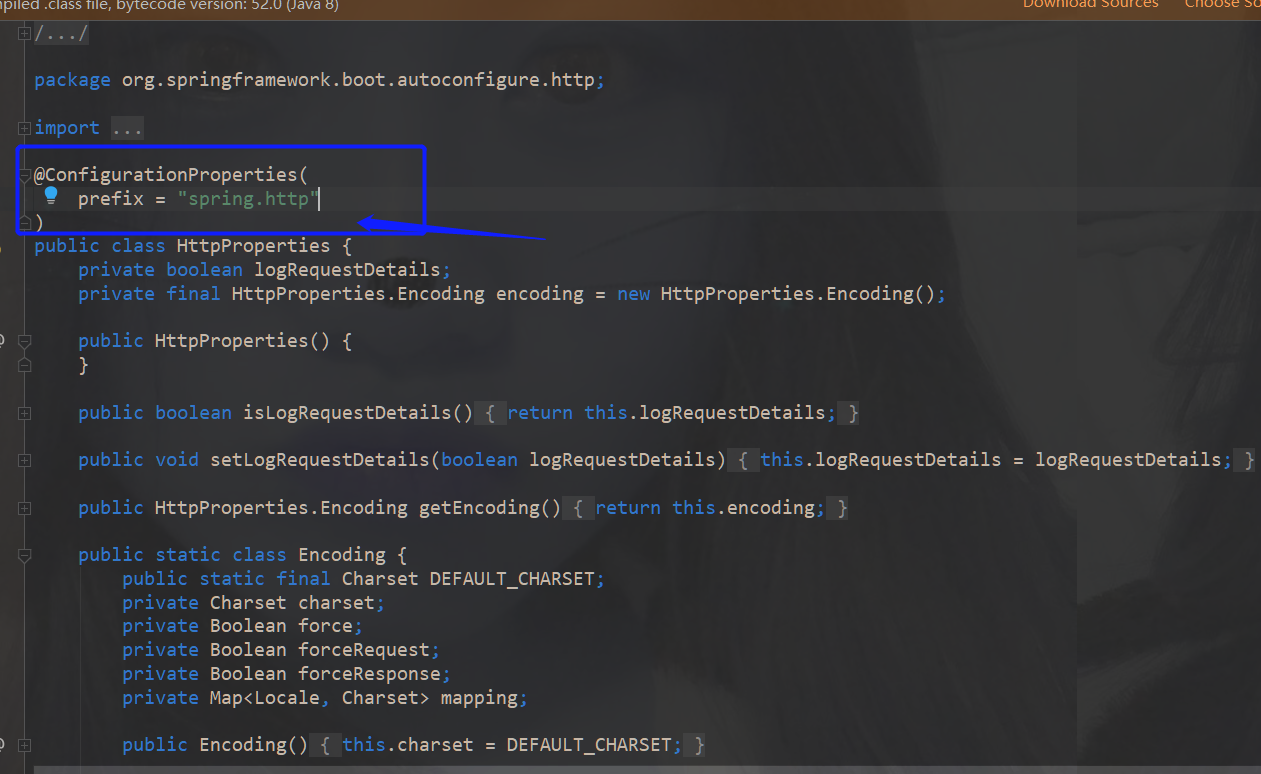 mpiled .class file, bytecode version: 52.0 (Java 8) Download Sources Choose So
/.../
package org.springframework.boot.autoconfigure.http;
import ...
@ConfigurationProperties(
prefix = "spring.http"
)
public class HttpProperties {
private boolean logRequestDetails;
private final HttpProperties.Encoding encoding = new HttpProperties.Encoding();
public HttpProperties() {
}
public boolean isLogRequestDetails() { return this.logRequestDetails; }
public void setLogRequestDetails(boolean logRequestDetails) { this.logRequestDetails = logRequestDetails; }
public HttpProperties.Encoding getEncoding() { return this.encoding; }
public static class Encoding {
public static final Charset DEFAULT_CHARSET;
private Charset charset;
private Boolean force;
private Boolean forceRequest;
private Boolean forceResponse;
private Map<Locale, Charset> mapping;
public Encoding() { this.charset = DEFAULT_CHARSET; }